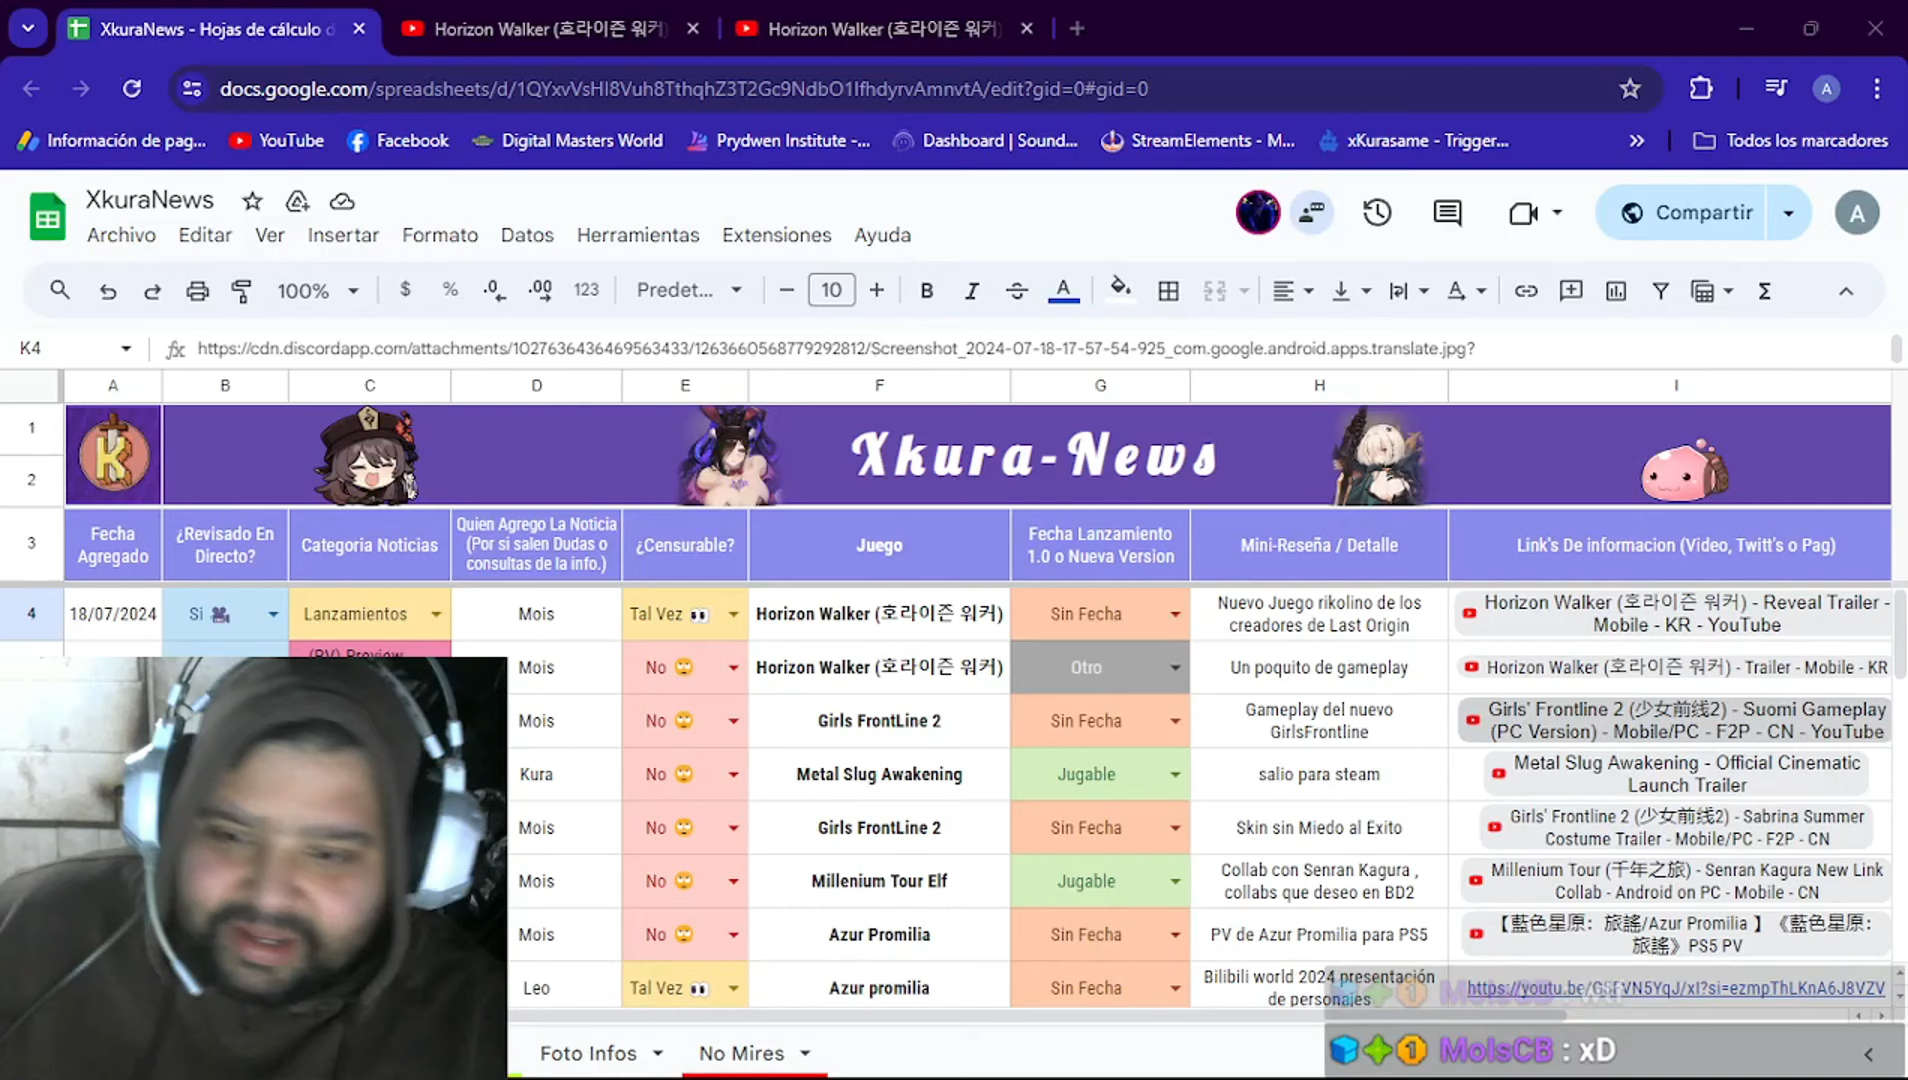 XkuraNews - Hojas de cálculo d
Horizon Walker (호라이즌 워커)
Horizon Walker (호라이즌 워커)
docs.google.com/spreadsheets/d/1QYxvVsHI8Vuh8TthqhZ3T2Gc9NdbO1IfhdyrvAmnvtA/edit?gid=0#gid=0
A
Información de pag...
YouTube
Facebook
Digital Masters World
Prydwen Institute -...
Dashboard | Sound...
StreamElements - M...
xKurasame - Trigger...
Todos los marcadores
XkuraNews
Archivo Editar Ver Insertar Formato Datos Herramientas Extensiones Ayuda
Compartir
A
100% $ % .0 .00 123 Predet... 10 B I A
K4
fx https://cdn.discordapp.com/attachments/1027636436469563433/1263660568779292812/Screenshot_2024-07-18-17-57-54-925_com.google.android.apps.translate.jpg?
A B C D E F G H I
1
2
K
Xkura-News
3
Fecha
Agregado
¿Revisado En
Directo?
Categoria Noticias
Quien Agrego La Noticia
(Por si salen Dudas o
consultas de la info.)
¿Censurable?
Juego
Fecha Lanzamiento
1.0 o Nueva Version
Mini-Reseña / Detalle
Link's De informacion (Video, Twitt's o Pag)
4
18/07/2024
Si
Lanzamientos
Mois
Tal Vez
Horizon Walker (호라이즌 워커)
Sin Fecha
Nuevo Juego rikolino de los
creadores de Last Origin
Horizon Walker (호라이즌 워커) - Reveal Trailer -
Mobile - KR - YouTube
(PV) Preview
Mois
No
Horizon Walker (호라이즌 워커)
Otro
Un poquito de gameplay
Horizon Walker (호라이즌 워커) - Trailer - Mobile - KR
Mois
No
Girls FrontLine 2
Sin Fecha
Gameplay del nuevo
GirlsFrontline
Girls' Frontline 2 (少女前线2) - Suomi Gameplay
(PC Version) - Mobile/PC - F2P - CN - YouTube
Kura
No
Metal Slug Awakening
Jugable
salio para steam
Metal Slug Awakening - Official Cinematic
Launch Trailer
Mois
No
Girls FrontLine 2
Sin Fecha
Skin sin Miedo al Exito
Girls' Frontline 2 (少女前线2) - Sabrina Summer
Costume Trailer - Mobile/PC - F2P - CN
Mois
No
Millenium Tour Elf
Jugable
Collab con Senran Kagura ,
collabs que deseo en BD2
Millenium Tour (千年之旅) - Senran Kagura New Link
Collab - Android on PC - Mobile - CN
Mois
No
Azur Promilia
Sin Fecha
PV de Azur Promilia para PS5
【藍色星原：旅謠/Azur Promilia 】《藍色星原：
旅謠》PS5 PV
Leo
Tal Vez
Azur promilia
Sin Fecha
Bilibili world 2024 presentación
de personajes
Foto Infos
No Mires
1 MoisCB : xD